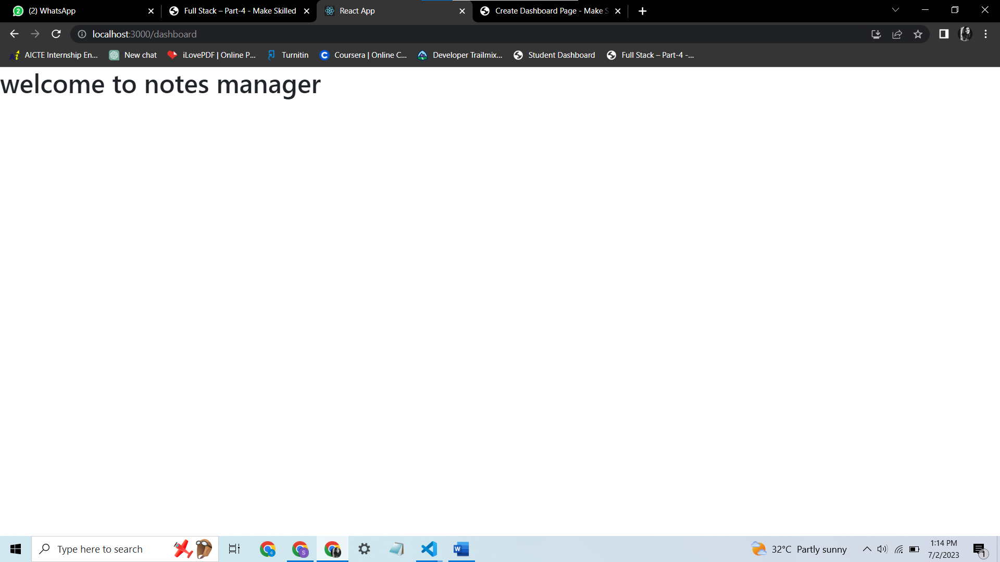 (2) WhatsApp
Full Stack – Part-4 - Make Skilled
React App
Create Dashboard Page - Make S
localhost:3000/dashboard
AICTE Internship En...
New chat
iLovePDF | Online P...
Turnitin
Coursera | Online C...
Developer Trailmix...
Student Dashboard
Full Stack – Part-4 -...
welcome to notes manager
Type here to search
32°C Partly sunny
1:14 PM
7/2/2023
1